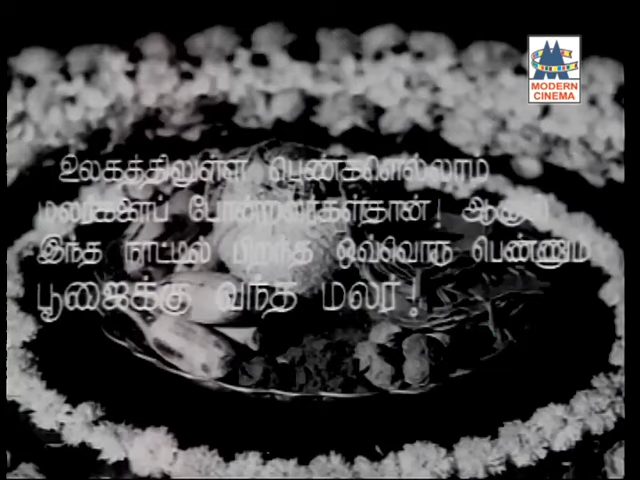 MODERN
CINEMA
உலகத்திலுள்ள பெண்களெல்லாம்
மலர்களைப் போன்றவர்கள்தான்! ஆனால்
இந்த நாட்டில் பிறந்த ஒவ்வொரு பெண்ணும்
பூஜைக்கு வந்த மலர்!